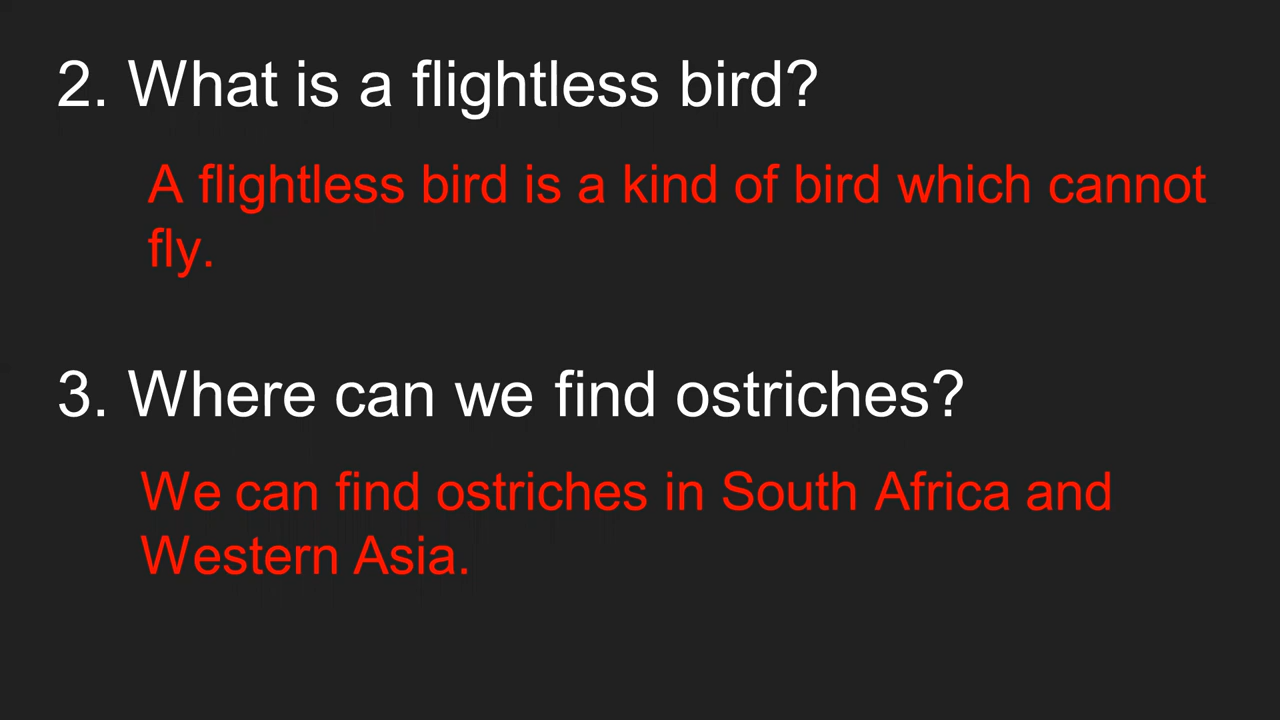 2. What is a flightless bird?
A flightless bird is a kind of bird which cannot
fly.
3. Where can we find ostriches?
We can find ostriches in South Africa and
Western Asia.